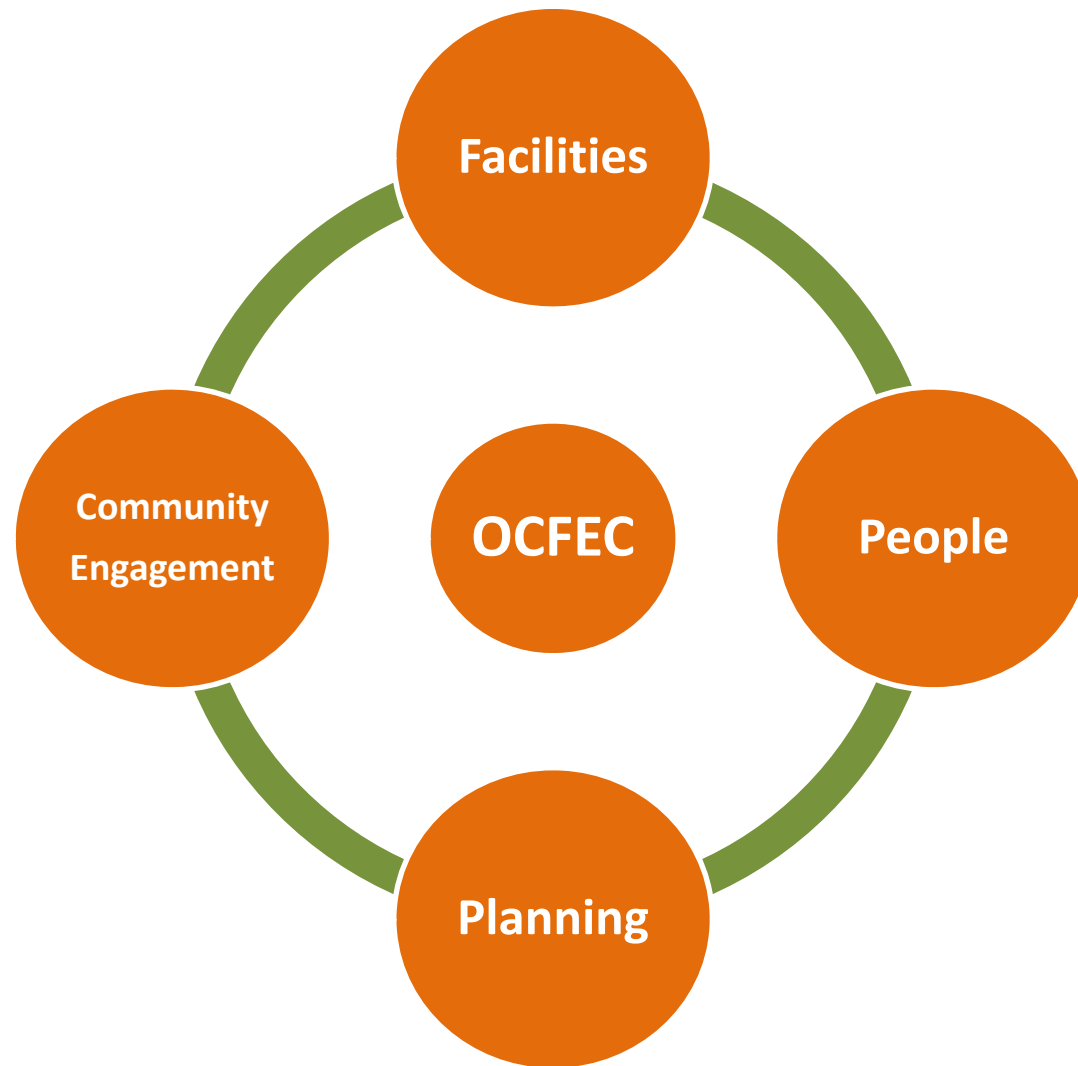 Facilities
Community
Engagement
OCFEC
People
Planning